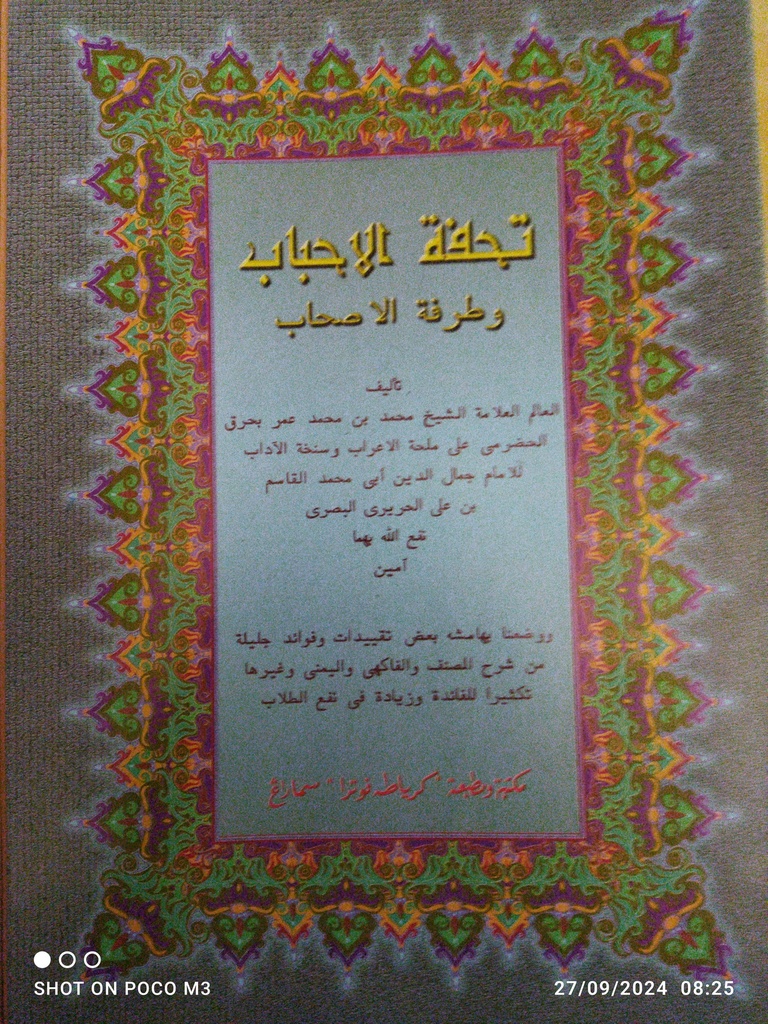 تحفة الاحباب
وطرفة الاصحاب
تأليف
العالم العلامة الشيخ محمد بن محمد عمر بحرق
الحضرمى على ملحة الاعراب وسنخة الآداب
للامام جمال الدين أبى محمد القاسم
بن على الحريرى البصرى
نفع الله بهما
آمين
ووضعنا بهامشه بعض تقييدات وفوائد جليلة
من شرح المصنف والفاكهى واليمنى وغيرها
تكثيرا للفائدة وزيادة فى نفع الطلاب
مكتبة ومطبعة "كرياطه فوترا" سماراغ
SHOT ON POCO M3
27/09/2024 08:25